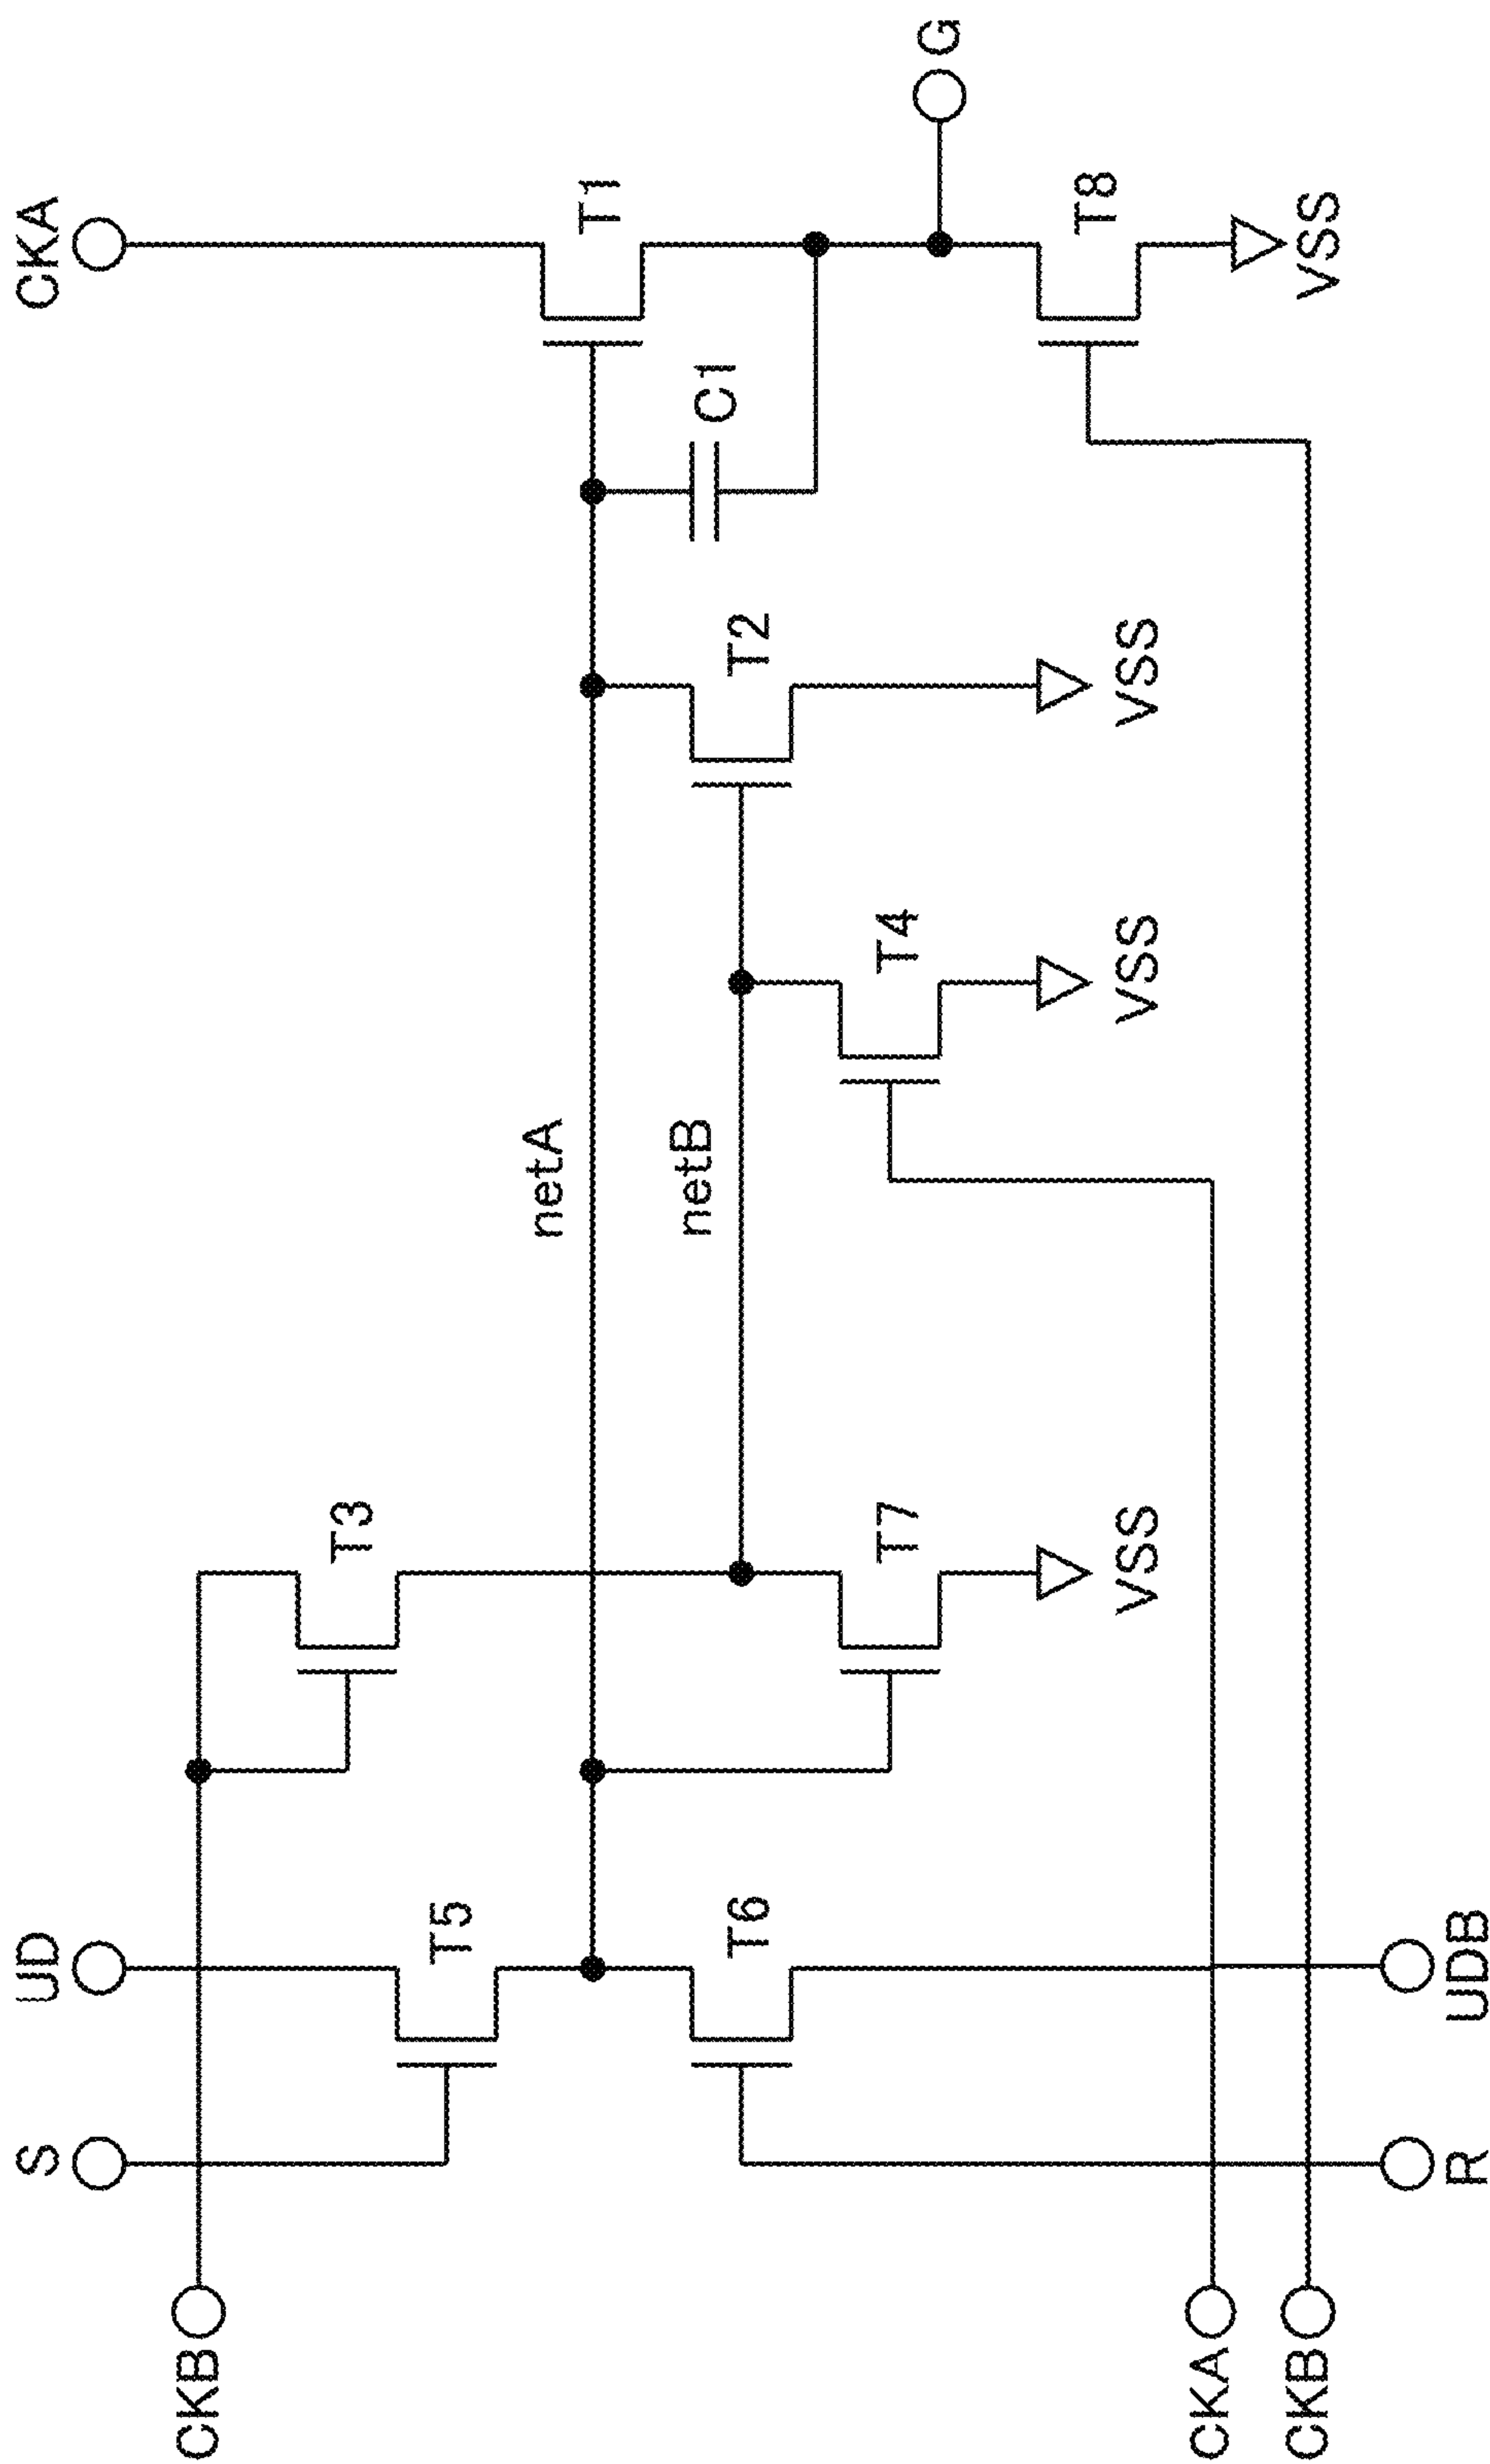 CKA
G
T1
T8
VSS
C1
T2
VSS
T4
VSS
netA
netB
T3
T7
VSS
UD
T5
T6
UDB
S
R
CKB
CKA
CKB